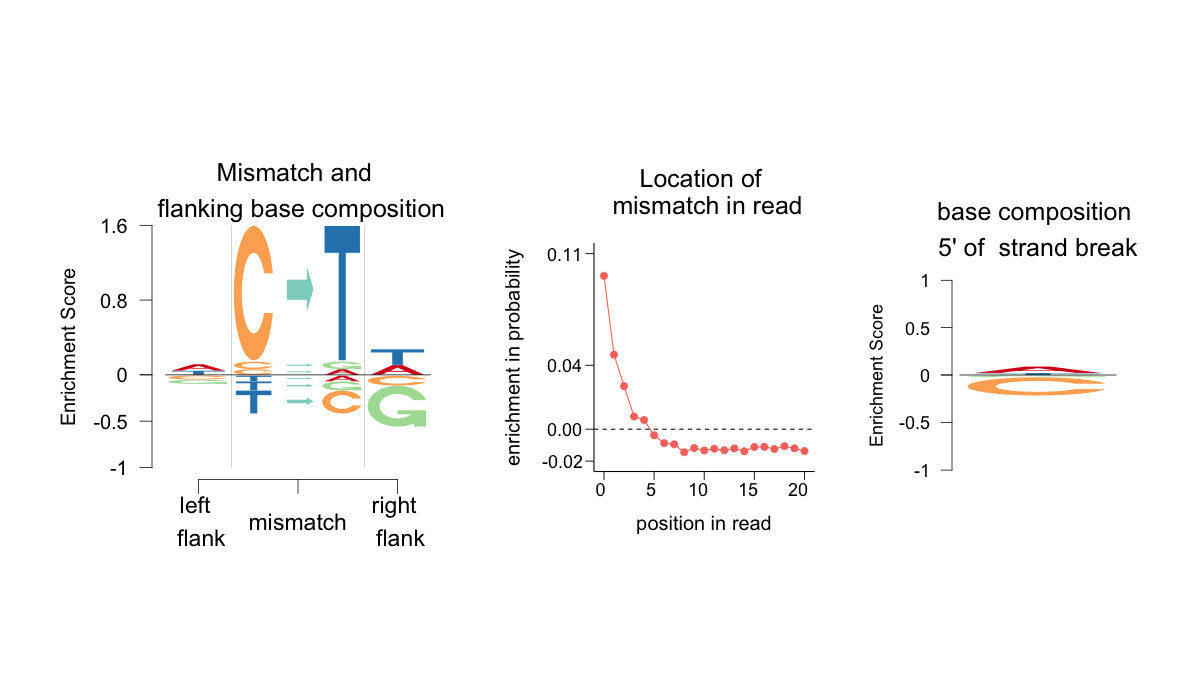 Mismatch and
flanking base composition
1.6
0.8
0
-0.5
-1
Enrichment Score
C
T
left
flank
mismatch
right
flank
A
T
C
G
C
C
T
T
T
G
A
A
G
C
T
A
C
G
Location of
mismatch in read
0.11
0.04
0.00
-0.02
enrichment in probability
0
5
10
15
20
position in read
base composition
5' of strand break
1
0.5
0
-0.5
-1
Enrichment Score
A
C